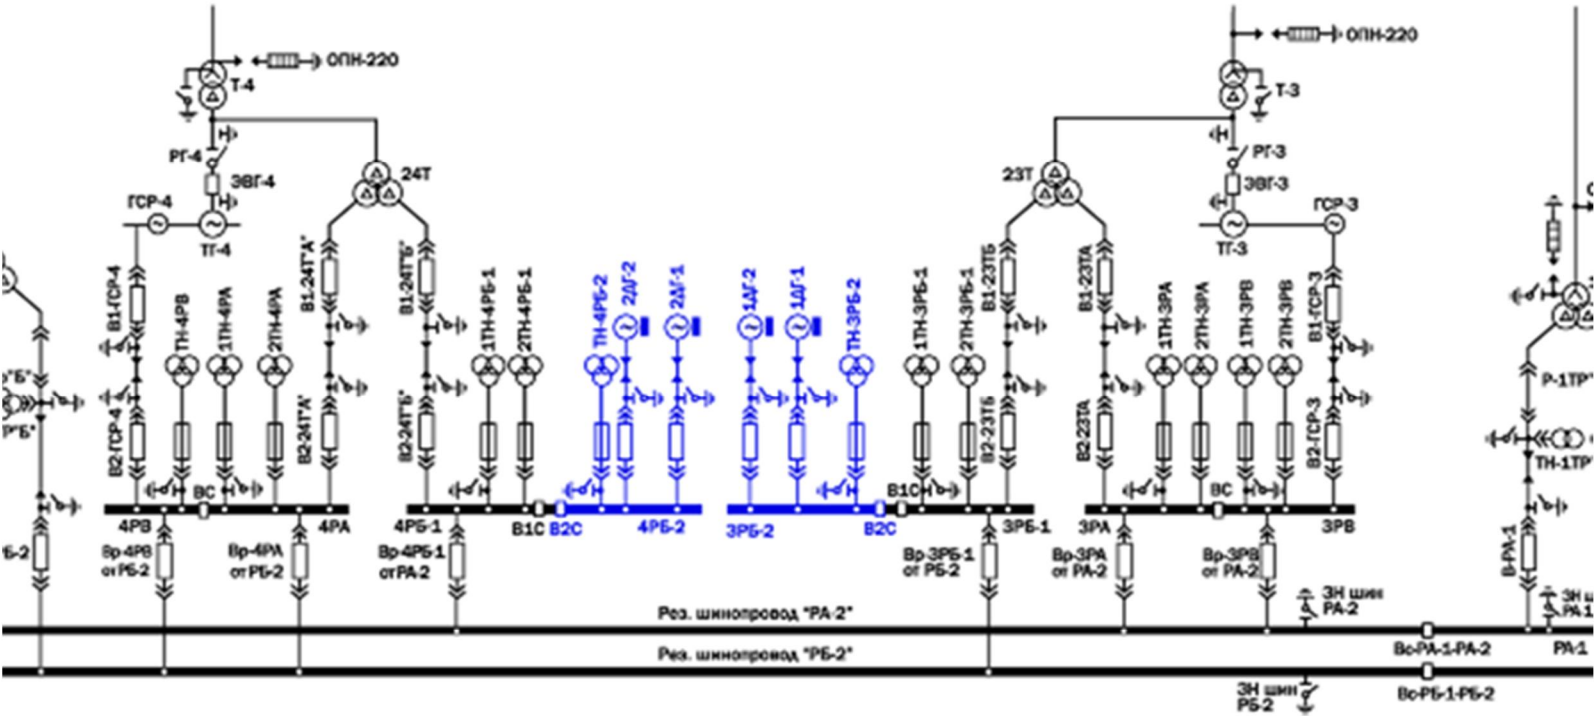 ОПН-220
Т-4
РГ-4
ЭВГ-4
ГСР-4
ТГ-4
24Т
ОПН-220
Т-3
РГ-3
ЭВГ-3
ГСР-3
ТГ-3
23Т
В1-ГСР-4
ТН-4РВ
1ТН-4РА
2ТН-4РА
В1-24Т"А"
В1-24Т"Б"
1ТН-4РБ-1
2ТН-4РБ-1
ТН-4РБ-2
2ДГ-2
2ДГ-1
1ДГ-2
1ДГ-1
ТН-3РБ-2
1ТН-3РБ-1
2ТН-3РБ-1
В1-23ТБ
В1-23ТА
1ТН-3РА
2ТН-3РА
1ТН-3РВ
2ТН-3РВ
В1-ГСР-3
Р-1ТР"
"Б"
Р"Б"
В2-ГСР-4
В2-24Т"А"
В2-24Т"Б"
В2-23ТБ
В2-23ТА
В2-ГСР-3
ТН-1ТР"
ВС
В1С
ВС
4РВ
4РА
4РБ-1
В1С
В2С
4РБ-2
3РБ-2
В2С
3РБ-1
3РА
3РВ
Б-2
Вр-4РВ
от РБ-2
Вр-4РА
от РБ-2
Вр-4РБ-1
от РА-2
Вр-3РБ-1
от РБ-2
Вр-3РА
от РА-2
Вр-3РВ
от РА-2
В-РА-1
ЗН шин
РА-2
ЗН ш
РА-1
Рез. шинопровод "РА-2"
Вс-РА-1-РА-2
РА-1
Рез. шинопровод "РБ-2"
ЗН шин
РБ-2
Вс-РБ-1-РБ-2